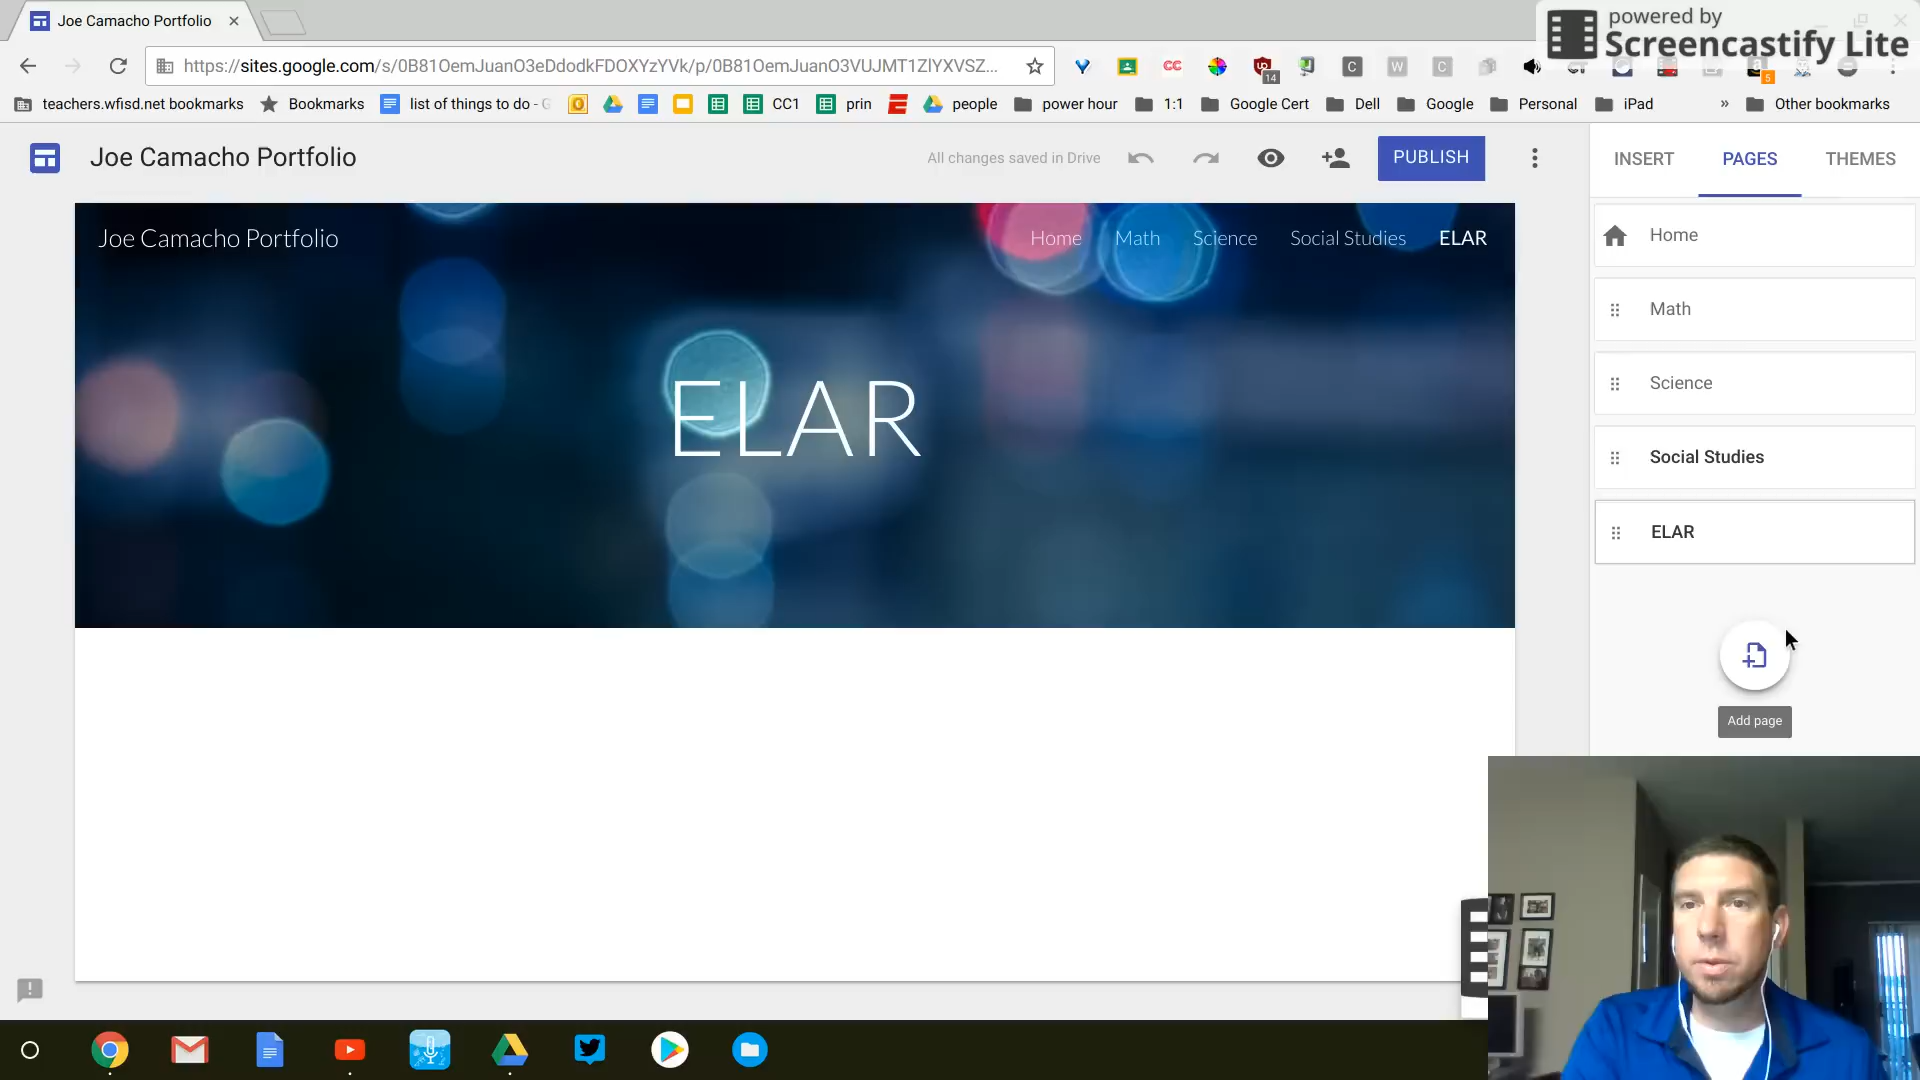 Joe Camacho Portfolio
powered by
Screencastify Lite
https://sites.google.com/s/0B81OemJuanO3eDdodkFDOXYzYVk/p/0B81OemJuanO3VUJMT1ZlYXVSZ...
CC
14
C
W
C
5
teachers.wfisd.net bookmarks
Bookmarks
list of things to do - G
CC1
prin
people
power hour
1:1
Google Cert
Dell
Google
Personal
iPad
»
Other bookmarks
Joe Camacho Portfolio
All changes saved in Drive
PUBLISH
INSERT
PAGES
THEMES
Joe Camacho Portfolio
Home
Math
Science
Social Studies
ELAR
ELAR
Home
Math
Science
Social Studies
ELAR
Add page